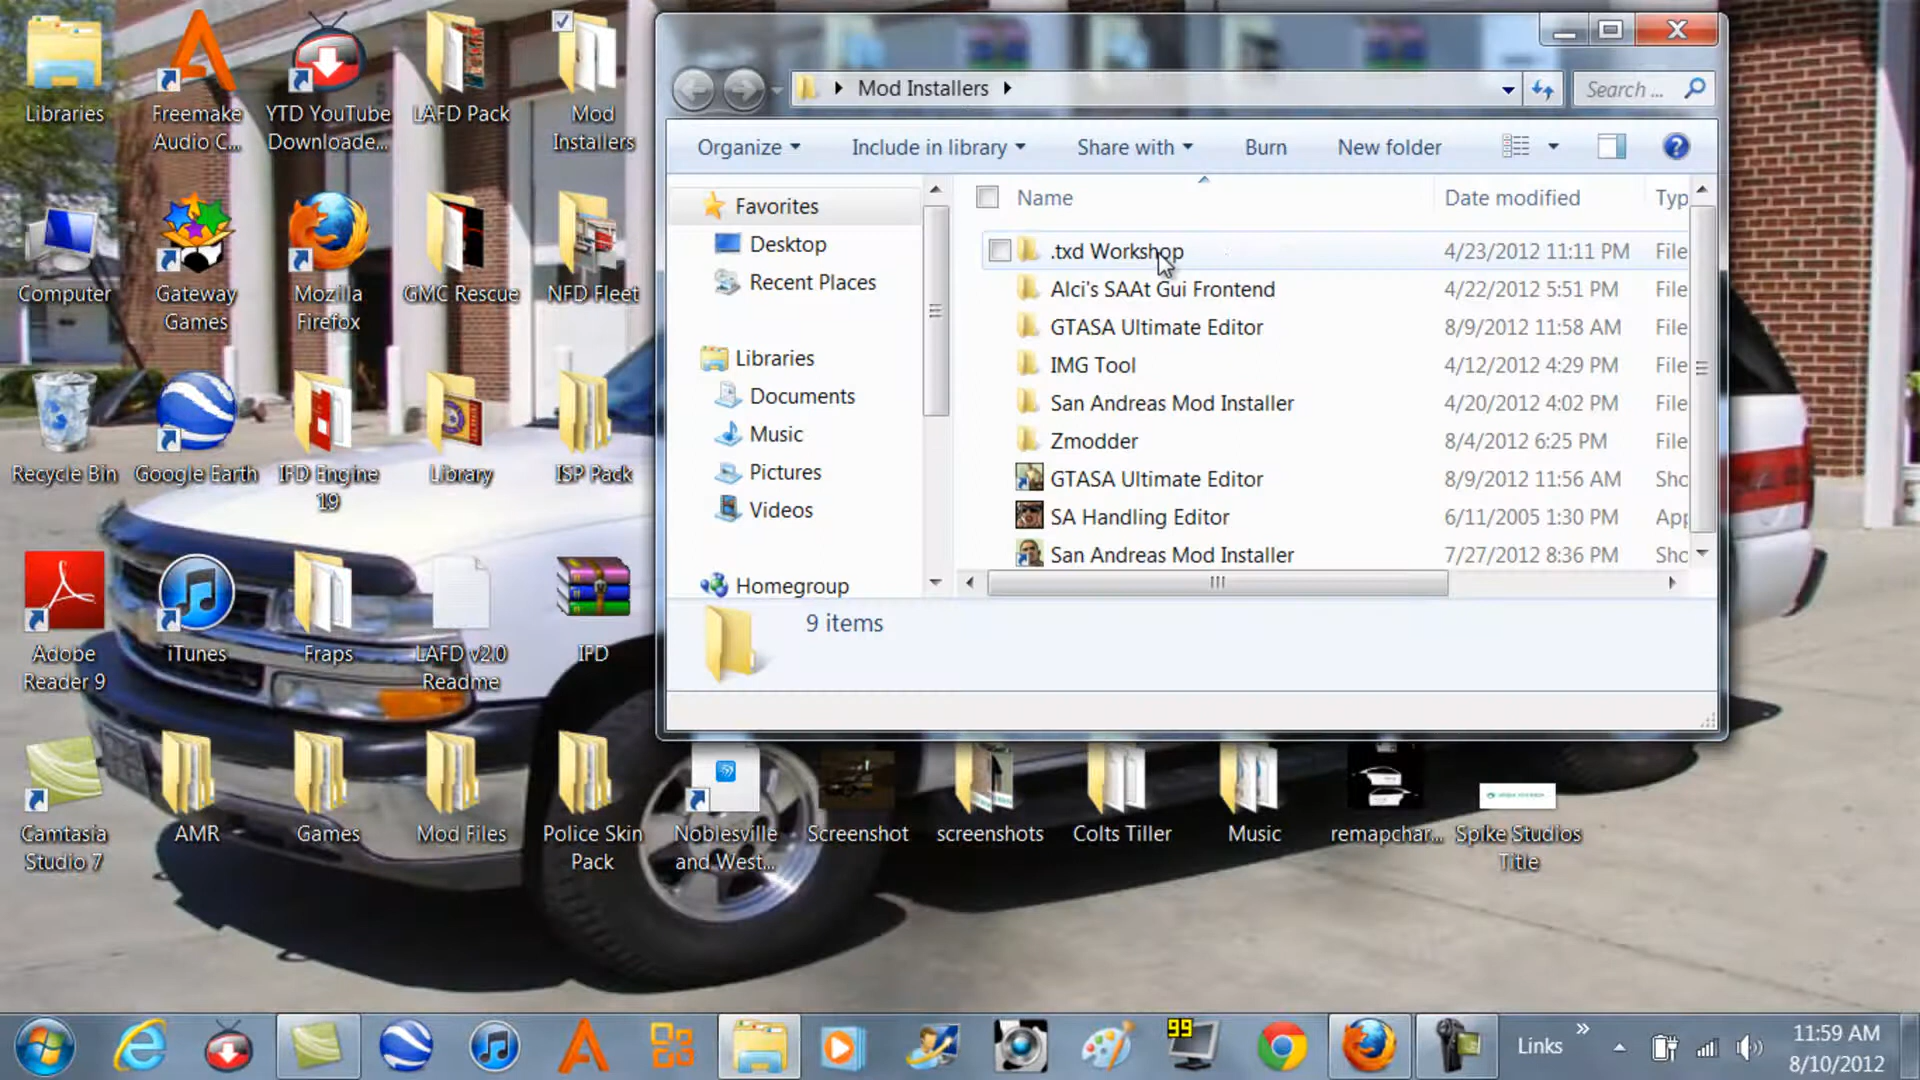 Libraries
Freemake
Audio C...
YTD YouTube
Downloade...
LAFD Pack
Mod
Installers
Computer
Gateway
Games
Mozilla
Firefox
GMC Rescue
NFD Fleet
Recycle Bin
Google Earth
IFD Engine
19
Library
ISP Pack
Adobe
Reader 9
iTunes
Fraps
LAFD v2.0
Readme
IFD
Camtasia
Studio 7
AMR
Games
Mod Files
Police Skin
Pack
Noblesville
and West...
Screenshot
screenshots
Colts Tiller
Music
remapchar...
Spike Studios
Title
Mod Installers
Search ...
Organize
Include in library
Share with
Burn
New folder
Favorites
Desktop
Recent Places
Libraries
Documents
Music
Pictures
Videos
Homegroup
Name Date modified Typ
.txd Workshop 4/23/2012 11:11 PM File
Alci's SAAt Gui Frontend 4/22/2012 5:51 PM File
GTASA Ultimate Editor 8/9/2012 11:58 AM File
IMG Tool 4/12/2012 4:29 PM File
San Andreas Mod Installer 4/20/2012 4:02 PM File
Zmodder 8/4/2012 6:25 PM File
GTASA Ultimate Editor 8/9/2012 11:56 AM Sho
SA Handling Editor 6/11/2005 1:30 PM App
San Andreas Mod Installer 7/27/2012 8:36 PM Sho
9 items
99
Links
11:59 AM
8/10/2012